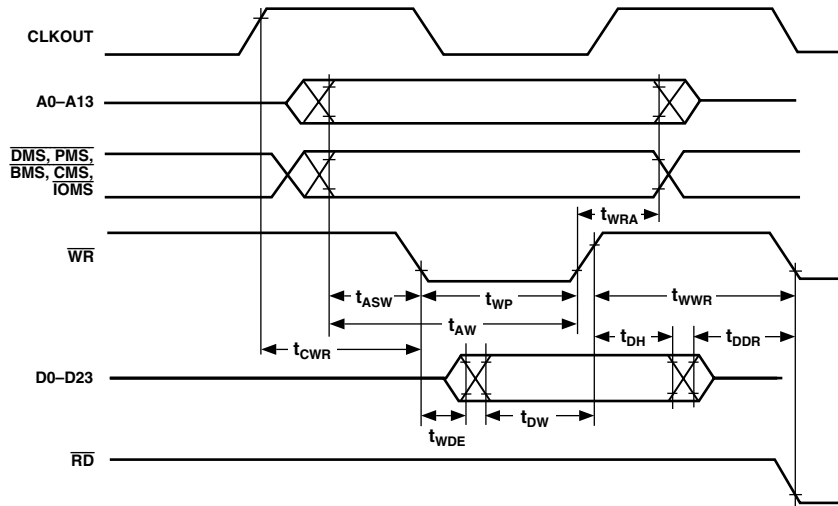 CLKOUT
A0–A13
DMS, PMS,
BMS, CMS,
IOMS
tWRA
WR
tASW
tWP
tWWR
tAW
tCWR
tDH
tDDR
D0–D23
tWDE
tDW
RD